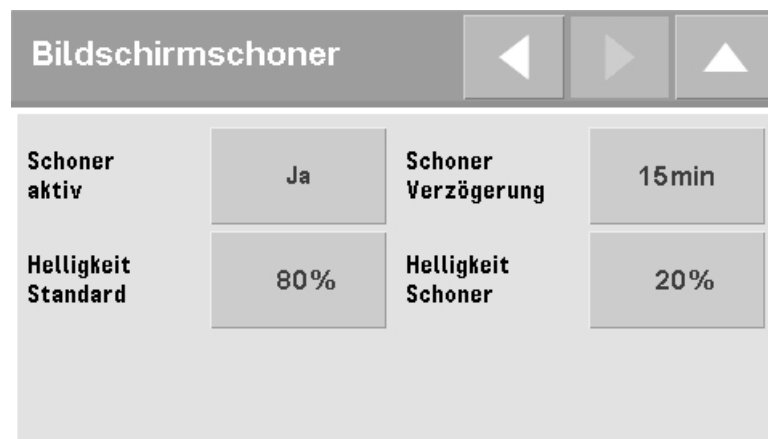 Bildschirmschoner
Schoner
aktiv
Ja
Schoner
Verzögerung
15min
Helligkeit
Standard
80%
Helligkeit
Schoner
20%